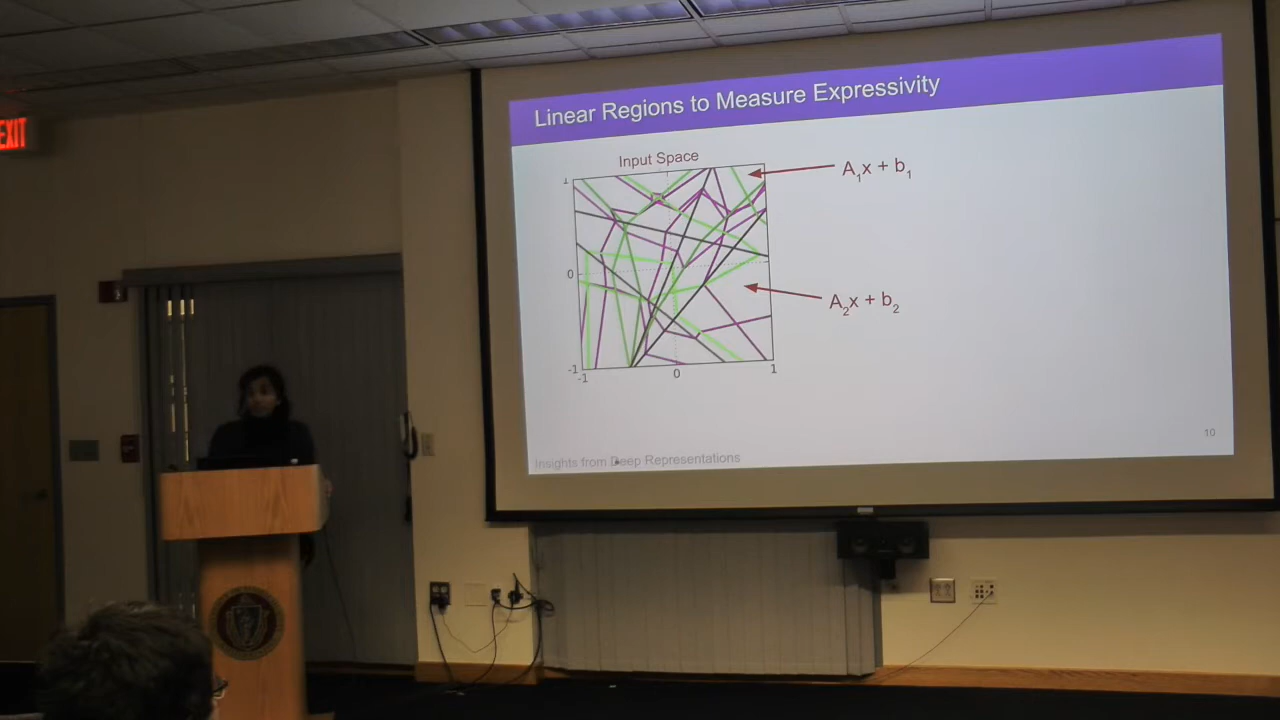 EXIT
Linear Regions to Measure Expressivity
Input Space
A₁x + b₁
A₂x + b₂
1
0
-1
-1
0
1
10
Insights from Deep Representations